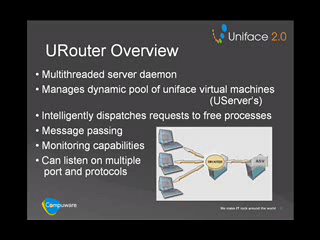 Uniface 2.0
URouter Overview
• Multithreaded server daemon
• Manages dynamic pool of uniface virtual machines
(UServer's)
• Intelligently dispatches requests to free processes
• Message passing
• Monitoring capabilities
• Can listen on multiple
port and protocols
Compuware
We make IT rock around the world